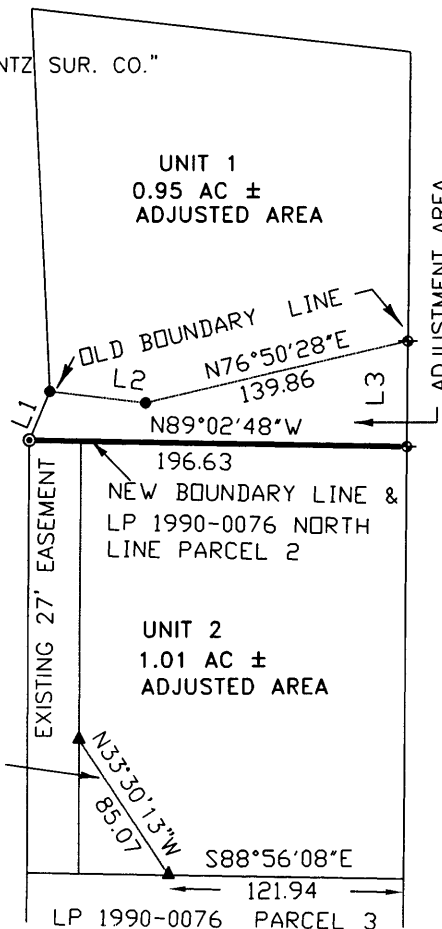 NTZ SUR. CO."
UNIT 1
0.95 AC ±
ADJUSTED AREA
ADJUSTMENT AREA
OLD BOUNDARY LINE
N76°50'28"E
139.86
L1
L2
L3
N89°02'48"W
196.63
NEW BOUNDARY LINE &
LP 1990-0076 NORTH
LINE PARCEL 2
EXISTING 27' EASEMENT
UNIT 2
1.01 AC ±
ADJUSTED AREA
N33°30'13"W
85.07
S88°56'08"E
121.94
LP 1990-0076 PARCEL 3